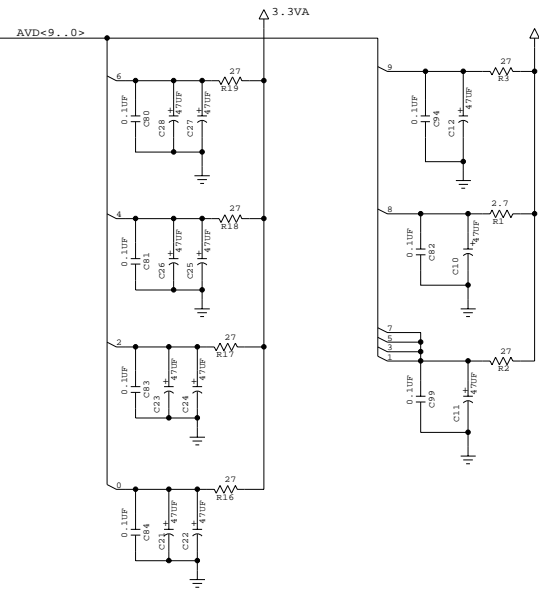 3.3VA
AVD<9..0>
6
27
R19
0.1UF
C80
C28
47UF
C27
47UF
9
27
R3
0.1UF
C94
C12
47UF
4
27
R18
0.1UF
C81
C26
47UF
C25
47UF
8
2.7
R1
0.1UF
C82
C10
47UF
2
27
R17
0.1UF
C83
C23
47UF
C24
47UF
7
5
3
1
27
R2
0.1UF
C99
C11
47UF
0
27
R16
0.1UF
C84
C21
47UF
C22
47UF